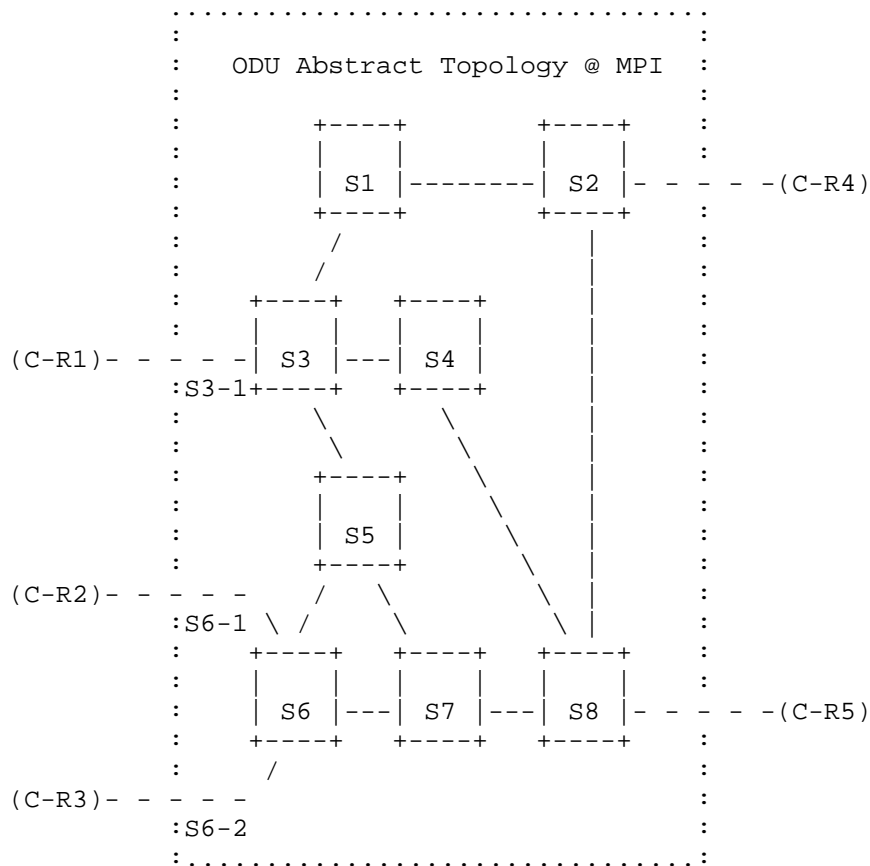 ODU Abstract Topology @ MPI
S1
S2
(C-R4)
(C-R1)
S3
S4
S3-1
S5
(C-R2)
S6-1
S6
S7
S8
(C-R5)
(C-R3)
S6-2